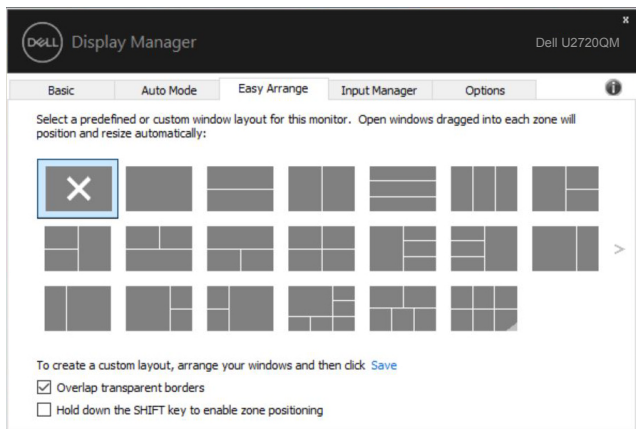 x
DELL Display Manager
Dell U2720QM
Basic Auto Mode Easy Arrange Input Manager Options i
Select a predefined or custom window layout for this monitor. Open windows dragged into each zone will
position and resize automatically:
>
To create a custom layout, arrange your windows and then click Save
Overlap transparent borders
Hold down the SHIFT key to enable zone positioning